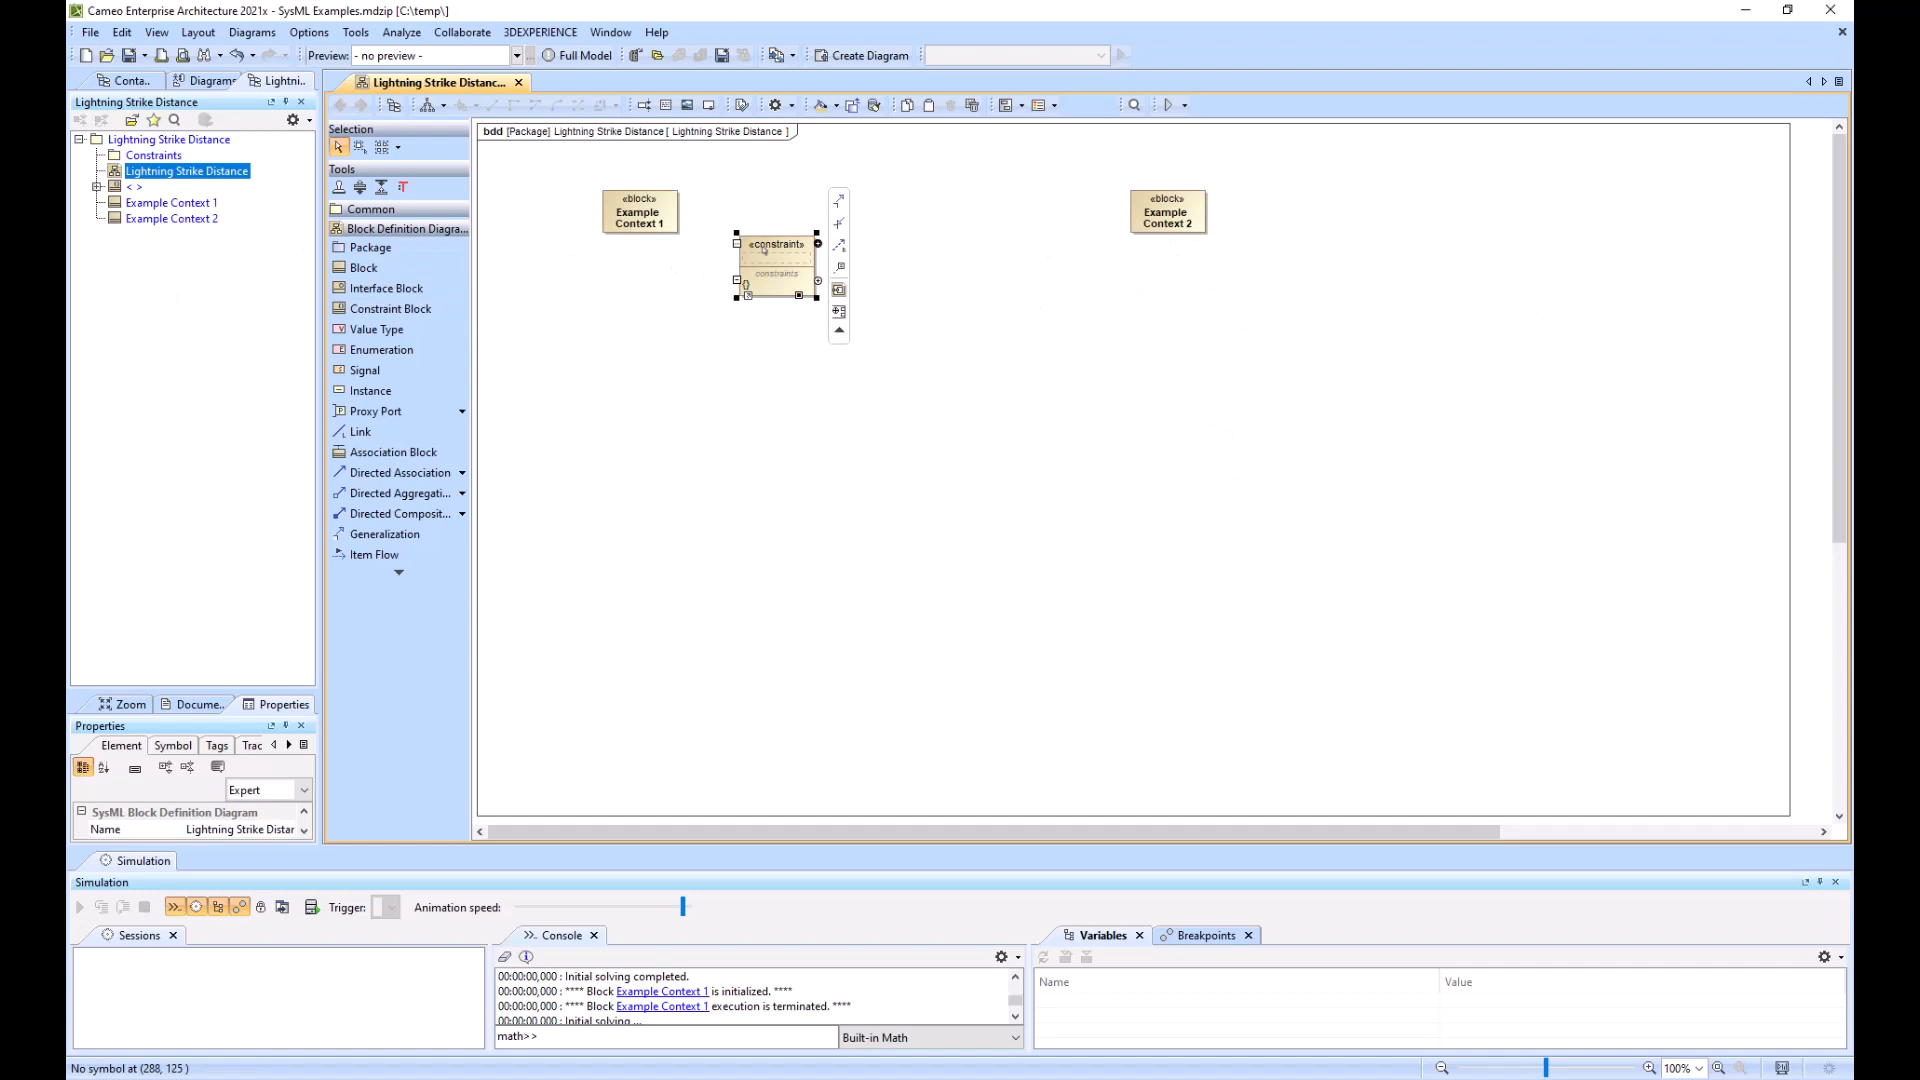 Cameo Enterprise Architecture 2021x - SysML Examples.mdzip [C:\temp\]
File Edit View Layout Diagrams Options Tools Analyze Collaborate 3DEXPERIENCE Window Help
Preview: - no preview - ... Full Model Create Diagram
Conta.. Diagrams Lightni.. Lightning Strike Distanc...
Lightning Strike Distance
Lightning Strike Distance
Constraints
Lightning Strike Distance
< >
Example Context 1
Example Context 2
Selection
Tools
Common
Block Definition Diagra...
Package
Block
Interface Block
Constraint Block
Value Type
Enumeration
Signal
Instance
Proxy Port
Link
Association Block
Directed Association
Directed Aggregati...
Directed Composit...
Generalization
Item Flow
bdd [Package] Lightning Strike Distance [ Lightning Strike Distance ]
«block»
Example
Context 1
«constraint»
constraints
{}
«block»
Example
Context 2
Zoom Docume.. Properties
Properties
Element Symbol Tags Trac
Expert
SysML Block Definition Diagram
Name Lightning Strike Distar
Simulation
Simulation
Trigger: Animation speed:
Sessions
Console
00:00:00,000 : Initial solving completed.
00:00:00,000 : **** Block Example Context 1 is initialized. ****
00:00:00,000 : **** Block Example Context 1 execution is terminated. ****
00:00:00,000 : Initial solving ...
math>> Built-in Math
Variables Breakpoints
Name Value
No symbol at (288, 125 ) 100%